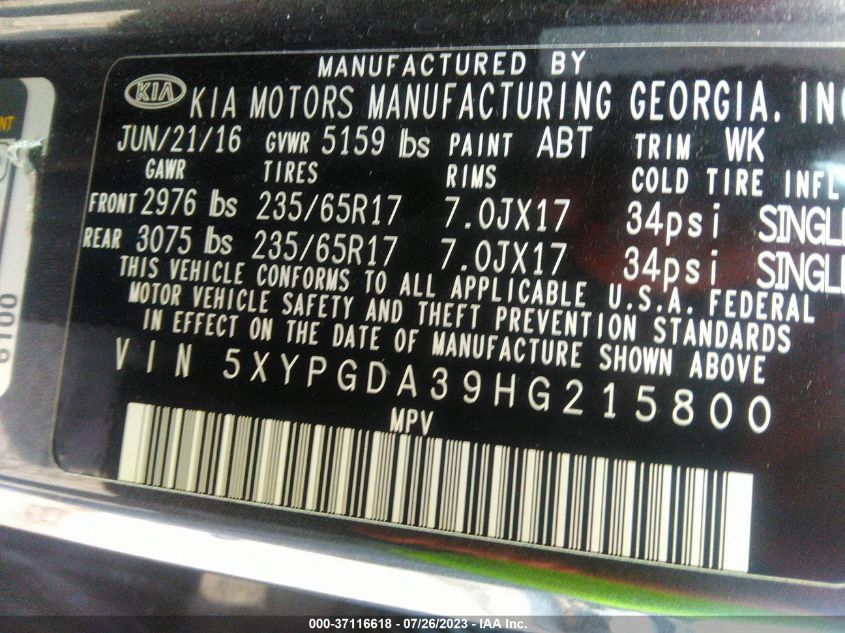 MANUFACTURED BY
KIA KIA MOTORS MANUFACTURING GEORGIA, INC
JUN/21/16 GVWR 5159 lbs PAINT ABT TRIM WK
GAWR TIRES RIMS COLD TIRE INFL
FRONT 2976 lbs 235/65R17 7.0JX17 34psi SINGL
REAR 3075 lbs 235/65R17 7.0JX17 34psi SINGL
THIS VEHICLE CONFORMS TO ALL APPLICABLE U.S.A. FEDERAL
MOTOR VEHICLE SAFETY AND THEFT PREVENTION STANDARDS
IN EFFECT ON THE DATE OF MANUFACTURE SHOWN ABOVE
VIN 5XYPGDA39HG215800
MPV
6100
000-37116618 - 07/26/2023 - IAA Inc.